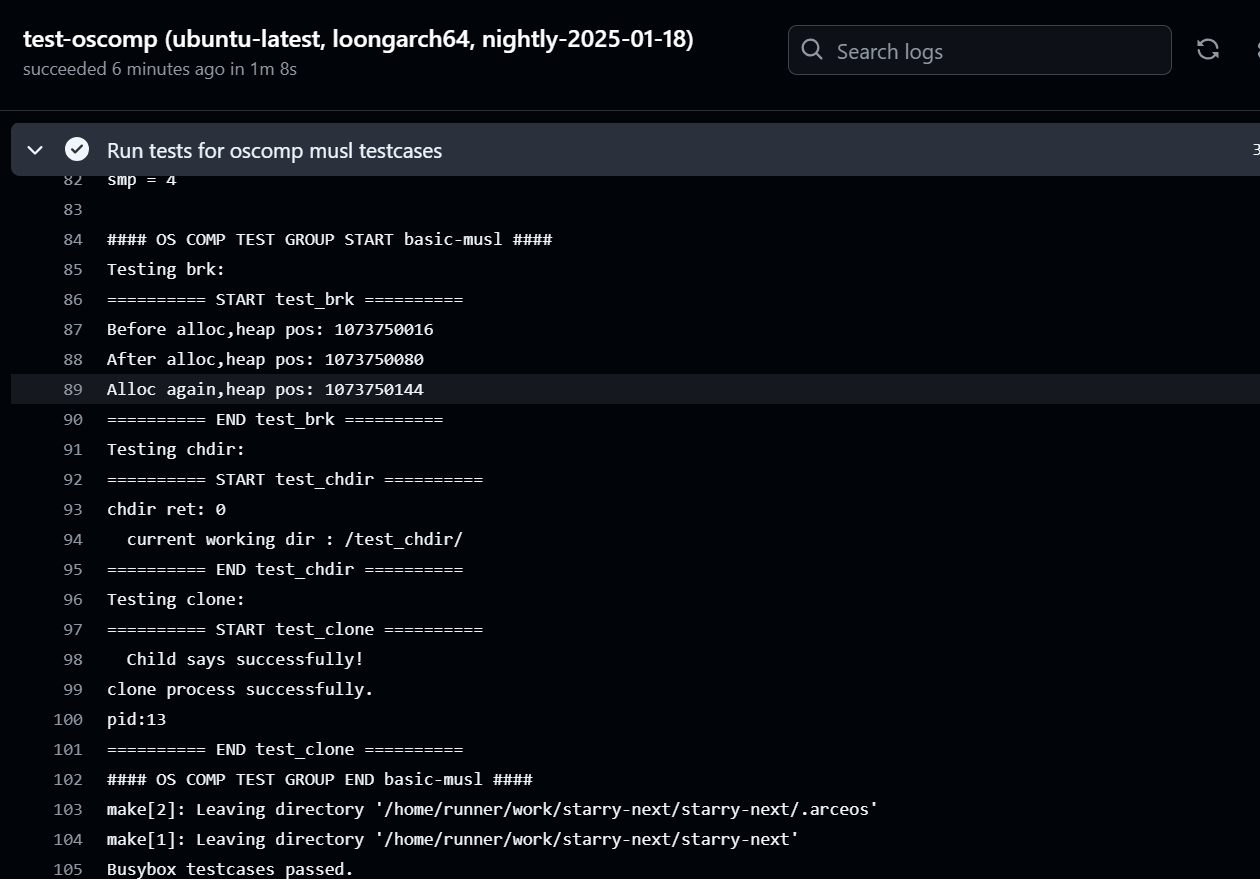 test-oscomp (ubuntu-latest, loongarch64, nightly-2025-01-18)
succeeded 6 minutes ago in 1m 8s
Search logs
Run tests for oscomp musl testcases
82 smp = 4
83
84 #### OS COMP TEST GROUP START basic-musl ####
85 Testing brk:
86 ========== START test_brk ==========
87 Before alloc,heap pos: 1073750016
88 After alloc,heap pos: 1073750080
89 Alloc again,heap pos: 1073750144
90 ========== END test_brk ==========
91 Testing chdir:
92 ========== START test_chdir ==========
93 chdir ret: 0
94   current working dir : /test_chdir/
95 ========== END test_chdir ==========
96 Testing clone:
97 ========== START test_clone ==========
98   Child says successfully!
99 clone process successfully.
100 pid:13
101 ========== END test_clone ==========
102 #### OS COMP TEST GROUP END basic-musl ####
103 make[2]: Leaving directory '/home/runner/work/starry-next/starry-next/.arceos'
104 make[1]: Leaving directory '/home/runner/work/starry-next/starry-next'
105 Busybox testcases passed.